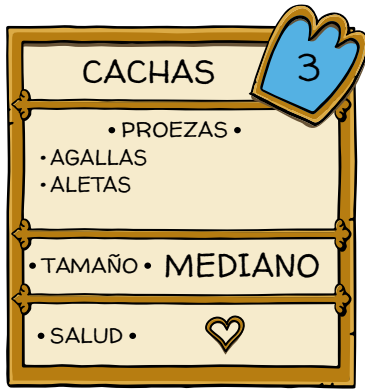 CACHAS
3
• PROEZAS •
• AGALLAS
• ALETAS
• TAMAÑO • MEDIANO
• SALUD •